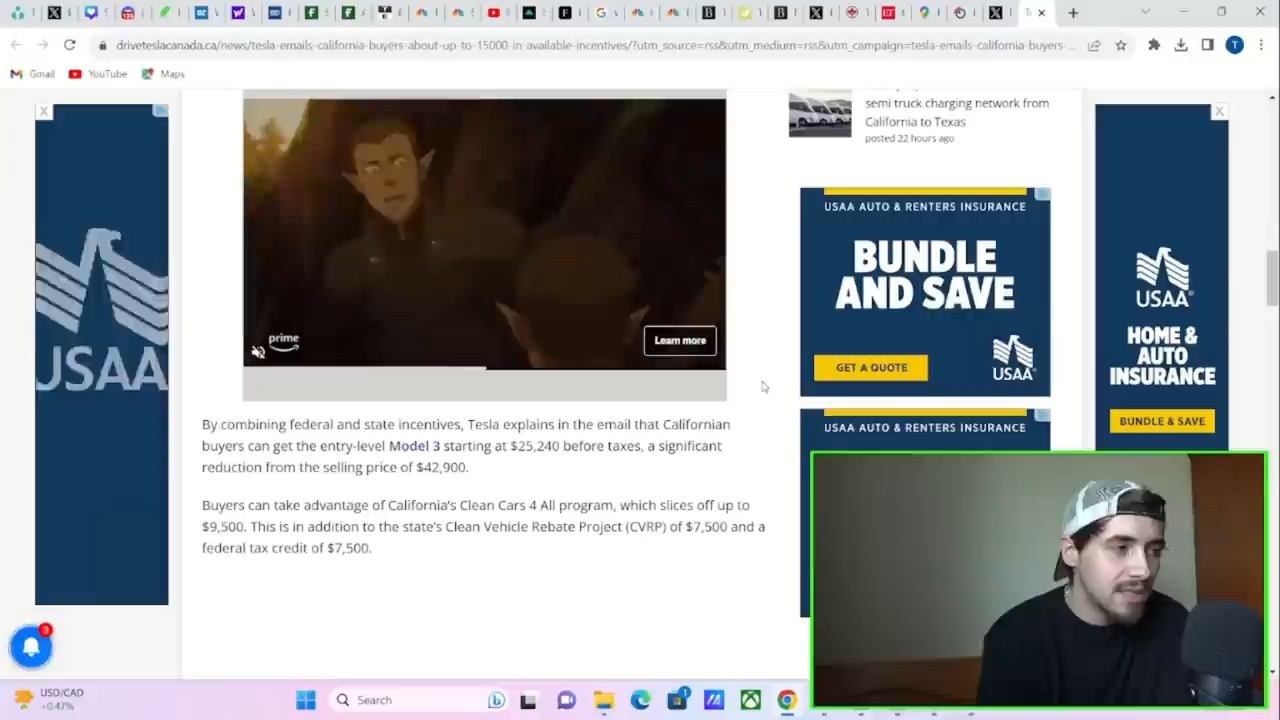 driveteslacanada.ca/news/tesla-emails-california-buyers-about-up-to-15000-in-available-incentives/?utm_source=rss&utm_medium=rss&utm_campaign=tesla-emails-california-buyers-...
Gmail
YouTube
Maps
semi truck charging network from
California to Texas
posted 22 hours ago
prime
Learn more
USAA
USAA AUTO & RENTERS INSURANCE
BUNDLE
AND SAVE
GET A QUOTE
USAA
USAA AUTO & RENTERS INSURANCE
USAA
HOME &
AUTO
INSURANCE
BUNDLE & SAVE
By combining federal and state incentives, Tesla explains in the email that Californian
buyers can get the entry-level Model 3 starting at $25,240 before taxes, a significant
reduction from the selling price of $42,900.
Buyers can take advantage of California's Clean Cars 4 All program, which slices off up to
$9,500. This is in addition to the state's Clean Vehicle Rebate Project (CVRP) of $7,500 and a
federal tax credit of $7,500.
3
USD/CAD
+0.47%
Search